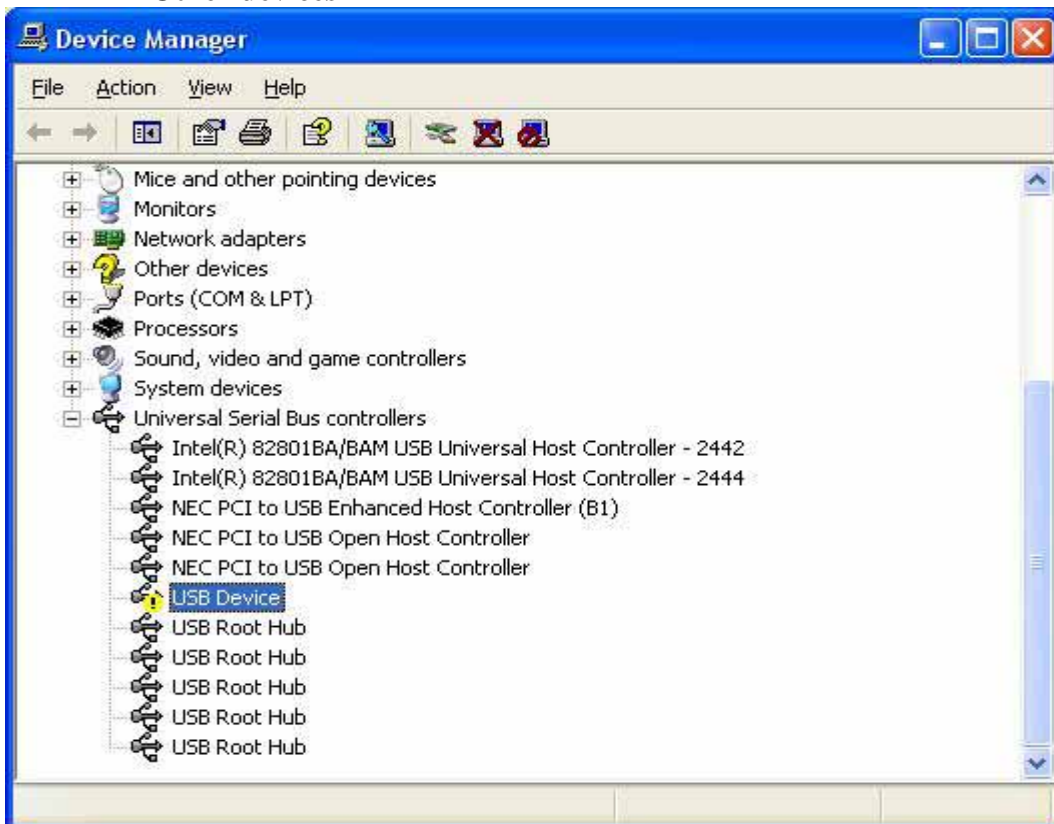 Device Manager
File Action View Help
Mice and other pointing devices
Monitors
Network adapters
Other devices
Ports (COM & LPT)
Processors
Sound, video and game controllers
System devices
Universal Serial Bus controllers
Intel(R) 82801BA/BAM USB Universal Host Controller - 2442
Intel(R) 82801BA/BAM USB Universal Host Controller - 2444
NEC PCI to USB Enhanced Host Controller (B1)
NEC PCI to USB Open Host Controller
NEC PCI to USB Open Host Controller
USB Device
USB Root Hub
USB Root Hub
USB Root Hub
USB Root Hub
USB Root Hub